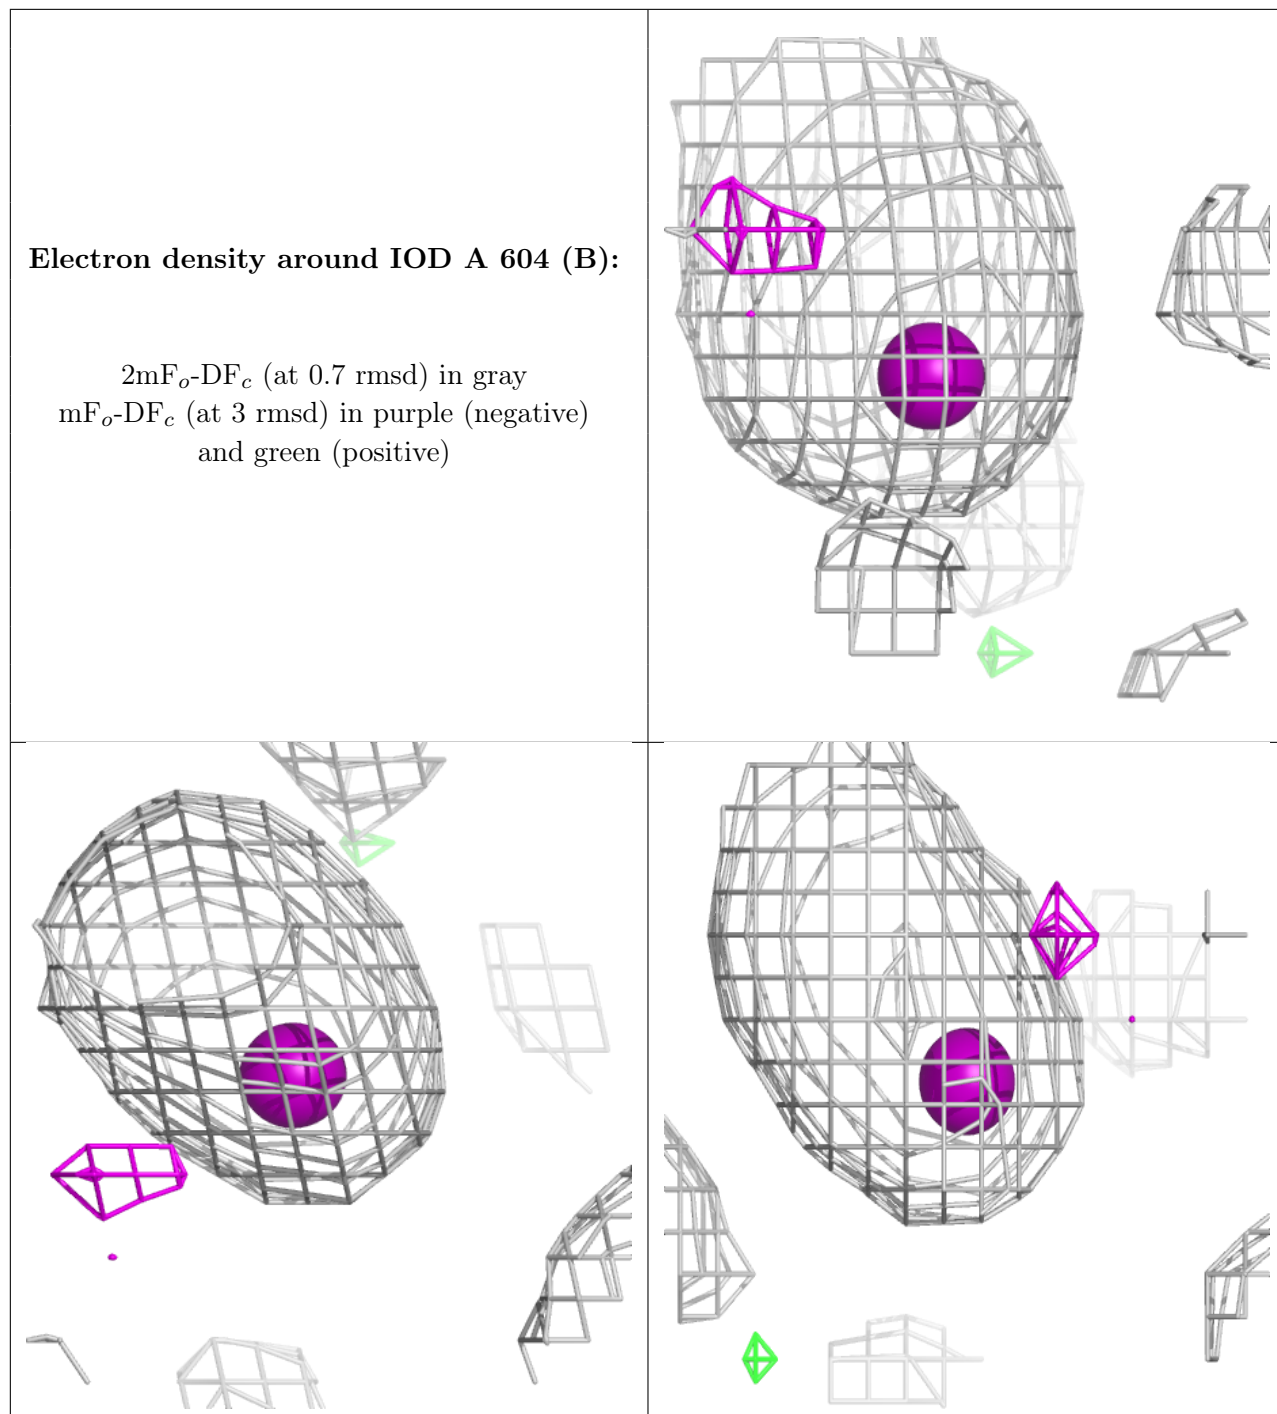 Electron density around IOD A 604 (B):
2mFo-DFc (at 0.7 rmsd) in gray
mFo-DFc (at 3 rmsd) in purple (negative)
and green (positive)